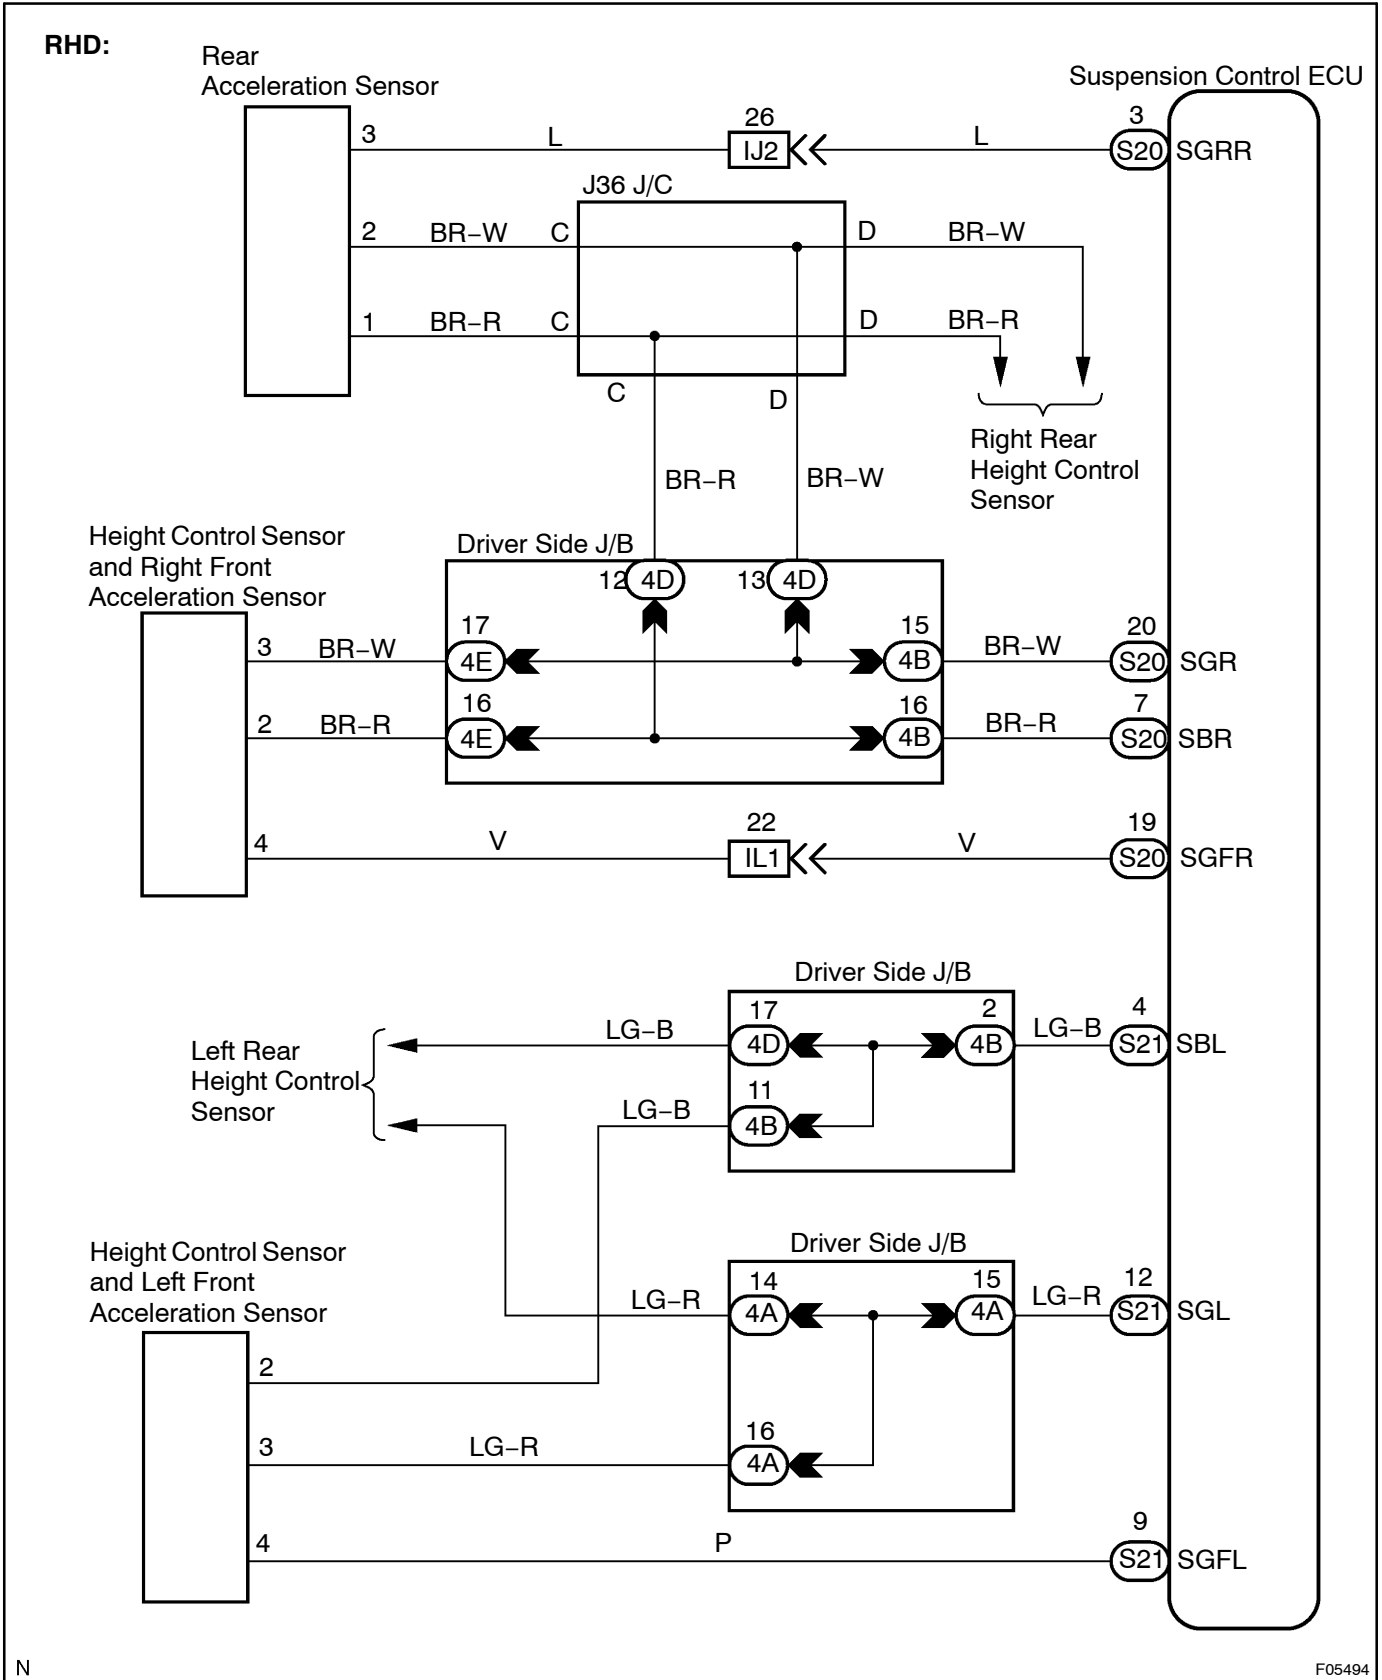 RHD:
Rear
Acceleration Sensor
Suspension Control ECU
3
L
26
IJ2
L
3
S20
SGRR
J36 J/C
2
BR−W
C
D
BR−W
1
BR−R
C
D
BR−R
C
D
Right Rear
Height Control
Sensor
BR−R
BR−W
Height Control Sensor
and Right Front
Acceleration Sensor
Driver Side J/B
12
4D
13
4D
3
BR−W
17
4E
15
4B
BR−W
20
S20
SGR
2
BR−R
16
4E
16
4B
BR−R
7
S20
SBR
4
V
22
IL1
V
19
S20
SGFR
Driver Side J/B
Left Rear
Height Control
Sensor
LG−B
17
4D
2
4B
LG−B
4
S21
SBL
LG−B
11
4B
Height Control Sensor
and Left Front
Acceleration Sensor
Driver Side J/B
LG−R
14
4A
15
4A
LG−R
12
S21
SGL
2
3
LG−R
16
4A
4
P
9
S21
SGFL
N
F05494